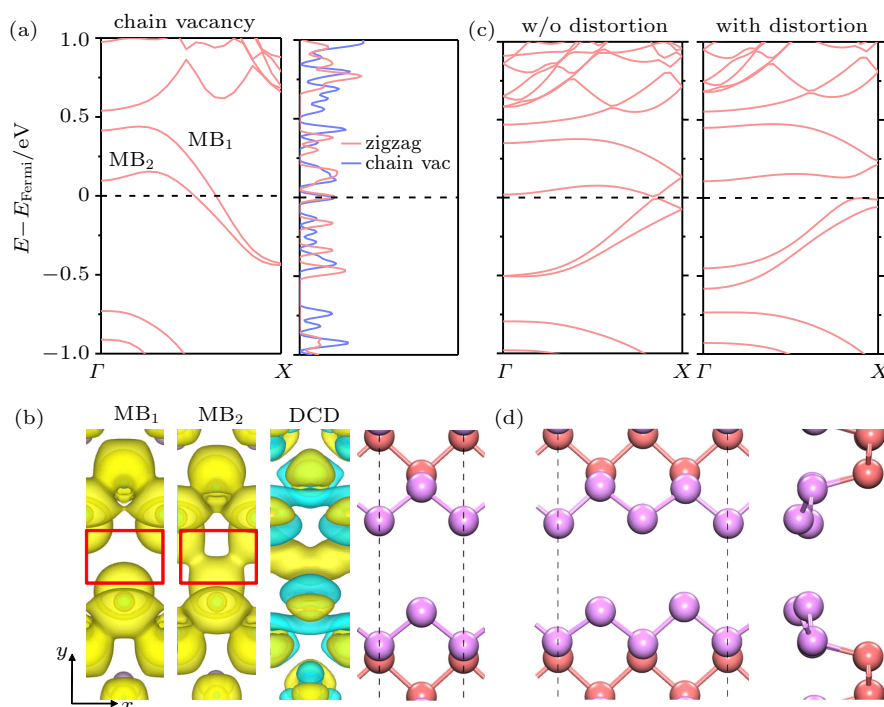 (a)
chain vacancy
(c)
w/o distortion
with distortion
1.0
0.5
0
−0.5
−1.0
E−E_Fermi/eV
MB₁
MB₂
zigzag
chain vac
Γ
X
Γ
X
Γ
X
(b)
MB₁
MB₂
DCD
(d)
y
x